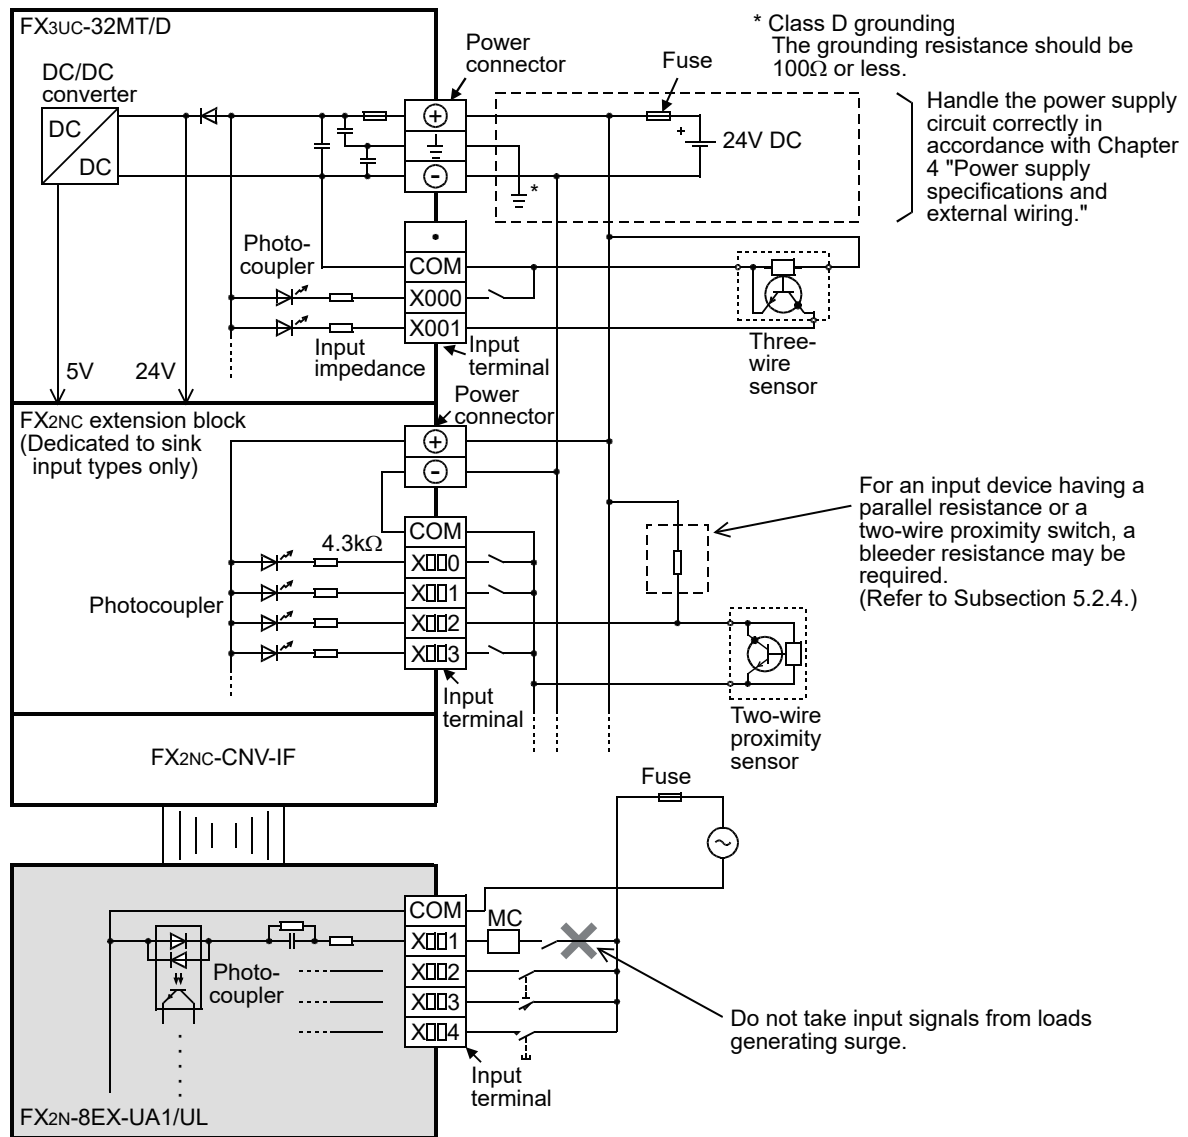 FX3UC-32MT/D
* Class D grounding
The grounding resistance should be
100Ω or less.
Power
connector
Fuse
DC/DC
converter
DC
DC
+
-
+
24V DC
*
Handle the power supply
circuit correctly in
accordance with Chapter
4 "Power supply
specifications and
external wiring."
•
COM
X000
X001
Photo-
coupler
Input
impedance
Input
terminal
Three-
wire
sensor
5V
24V
Power
connector
FX2NC extension block
(Dedicated to sink
input types only)
+
-
COM
4.3kΩ
X□□0
X□□1
X□□2
X□□3
Photocoupler
For an input device having a
parallel resistance or a
two-wire proximity switch, a
bleeder resistance may be
required.
(Refer to Subsection 5.2.4.)
Input
terminal
Two-wire
proximity
sensor
FX2NC-CNV-IF
Fuse
COM
MC
X□□1
X□□2
X□□3
X□□4
Photo-
coupler
Do not take input signals from loads
generating surge.
Input
terminal
FX2N-8EX-UA1/UL